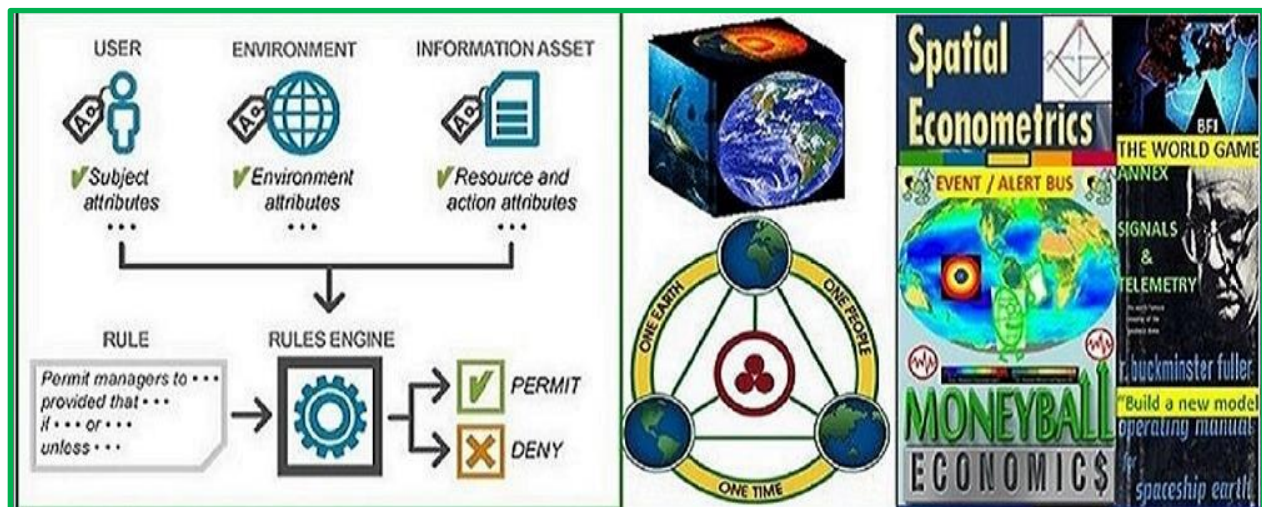 USER
ENVIRONMENT
INFORMATION ASSET
Subject
attributes
• • •
Environment
attributes
• • •
Resource and
action attributes
• • •
RULE
RULES ENGINE
Permit managers to • • •
provided that • • •
if • • • or • • •
unless • • •
PERMIT
DENY
ONE EARTH
ONE PEOPLE
ONE TIME
Spatial
Econometrics
EVENT / ALERT BUS
MONEYBALL
ECONOMIC$
BFI
THE WORLD GAME
ANNEX
SIGNALS
&
TELEMETRY
r. buckminster fuller
"Build a new model
operating manual
for
spaceship earth